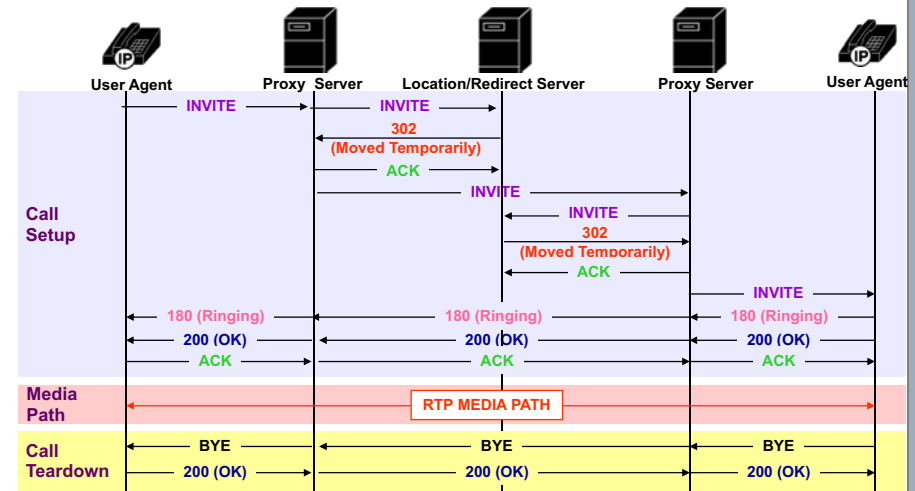 IP
IP
User Agent
Proxy Server
Location/Redirect Server
Proxy Server
User Agent
INVITE
INVITE
302
(Moved Temporarily)
ACK
INVITE
Call
Setup
INVITE
302
(Moved Temporarily)
ACK
INVITE
180 (Ringing)
180 (Ringing)
180 (Ringing)
200 (OK)
200 (OK)
200 (OK)
ACK
ACK
ACK
Media
Path
RTP MEDIA PATH
Call
Teardown
BYE
BYE
BYE
200 (OK)
200 (OK)
200 (OK)